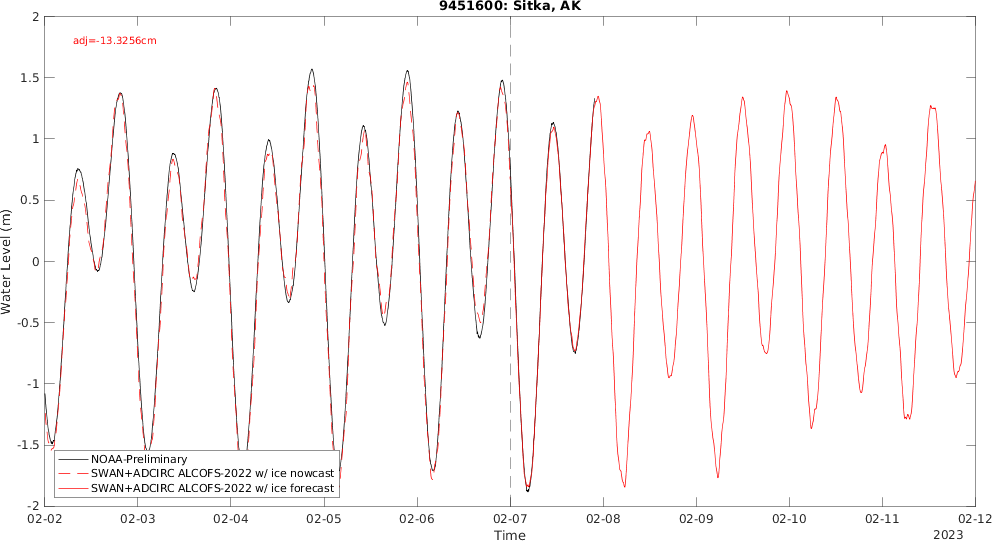 9451600: Sitka, AK
adj=-13.3256cm
2
1.5
1
0.5
0
-0.5
-1
-1.5
-2
Water Level (m)
NOAA-Preliminary
SWAN+ADCIRC ALCOFS-2022 w/ ice nowcast
SWAN+ADCIRC ALCOFS-2022 w/ ice forecast
02-02 02-03 02-04 02-05 02-06 02-07 02-08 02-09 02-10 02-11 02-12
Time
2023